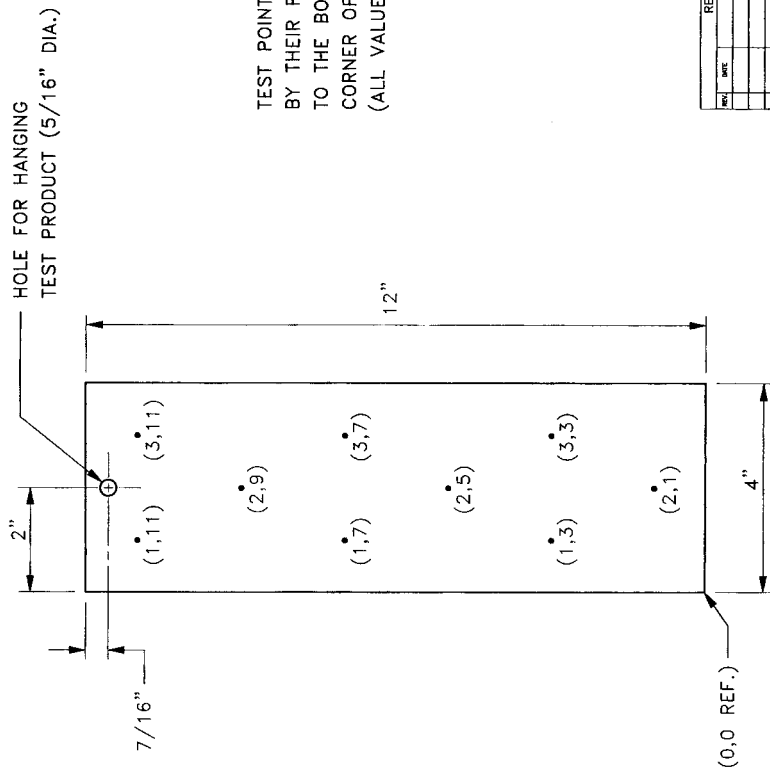 HOLE FOR HANGING
TEST PRODUCT (5/16" DIA.)
2"
7/16"
(1,11)
(3,11)
(2,9)
(1,7)
(3,7)
(2,5)
(1,3)
(3,3)
(2,1)
12"
4"
(0,0 REF.)
TEST POINT
BY THEIR
TO THE
CORNER
(ALL VALUE
REV.
DATE